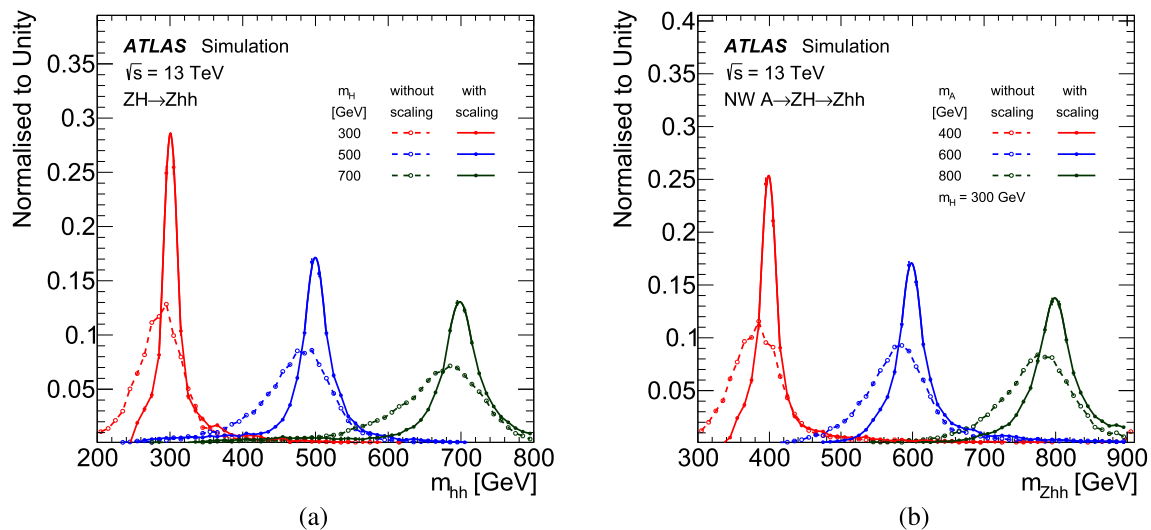 Normalised to Unity
0.35
0.3
0.25
0.2
0.15
0.1
0.05
ATLAS Simulation
√s = 13 TeV
ZH→Zhh
m_H without with
[GeV] scaling scaling
300
500
700
200 300 400 500 600 700 800
m_hh [GeV]
(a)
Normalised to Unity
0.4
0.35
0.3
0.25
0.2
0.15
0.1
0.05
ATLAS Simulation
√s = 13 TeV
NW A→ZH→Zhh
m_A without with
[GeV] scaling scaling
400
600
800
m_H = 300 GeV
300 400 500 600 700 800 900
m_Zhh [GeV]
(b)